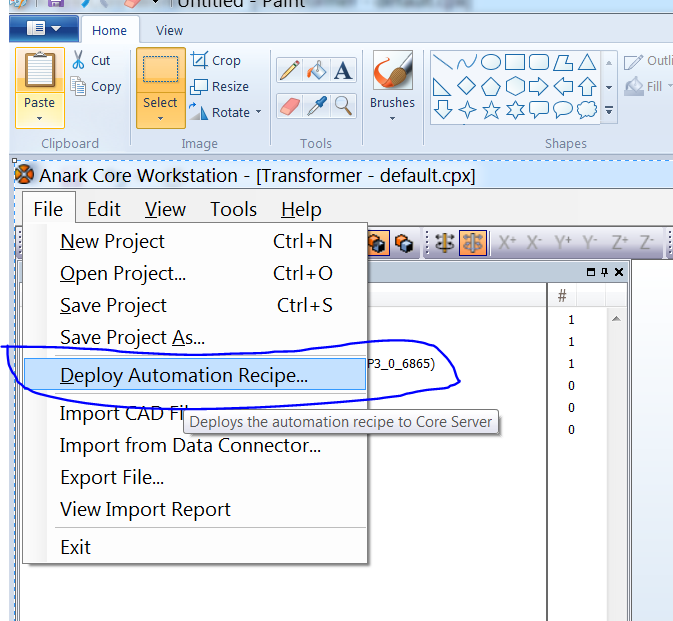 Untitled - Paint
Home View
Paste
Cut
Copy
Clipboard
Select
Crop
Resize
Rotate
Image
A
Tools
Brushes
Shapes
Outli
Fill
Anark Core Workstation - [Transformer - default.cpx]
File Edit View Tools Help
New Project Ctrl+N
Open Project... Ctrl+O
Save Project Ctrl+S
Save Project As...
Deploy Automation Recipe...
Import CAD Fil
Deploys the automation recipe to Core Server
Import from Data Connector...
Export File...
View Import Report
Exit
X+ X- Y+ Y- Z+ Z-
#
P3_0_6865)
1
1
1
0
0
0